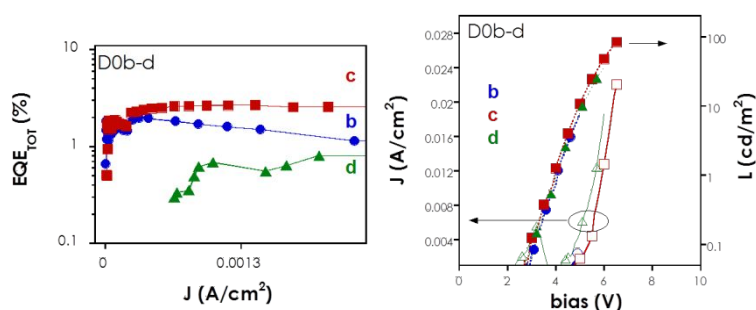 D0b-d
10
1
0.1
EQE_TOT (%)
c
b
d
0
0.0013
J (A/cm²)
D0b-d
0.028
0.024
0.020
0.016
0.012
0.008
0.004
J (A/cm²)
b
c
d
100
10
1
0.1
L (cd/m²)
0
2
4
6
8
10
bias (V)